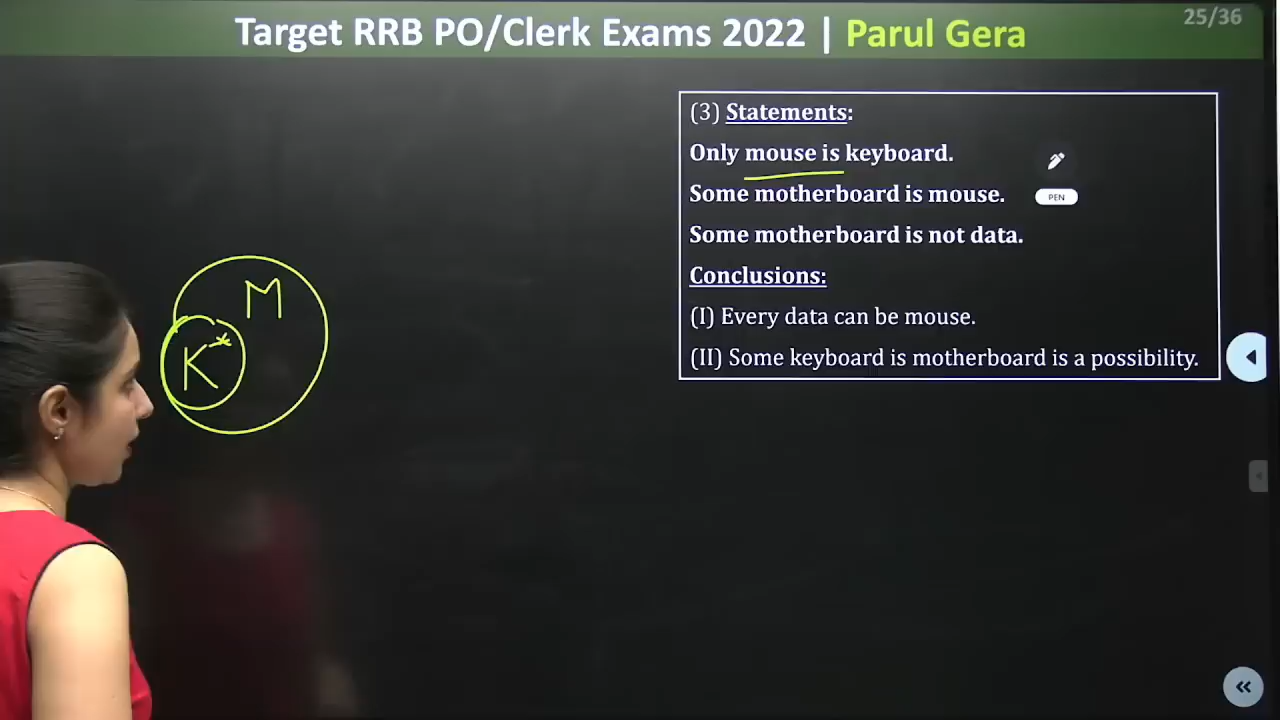 Target RRB PO/Clerk Exams 2022 | Parul Gera
25/36
(3) Statements:
Only mouse is keyboard.
Some motherboard is mouse.
PEN
Some motherboard is not data.
Conclusions:
(I) Every data can be mouse.
(II) Some keyboard is motherboard is a possibility.
M
K*